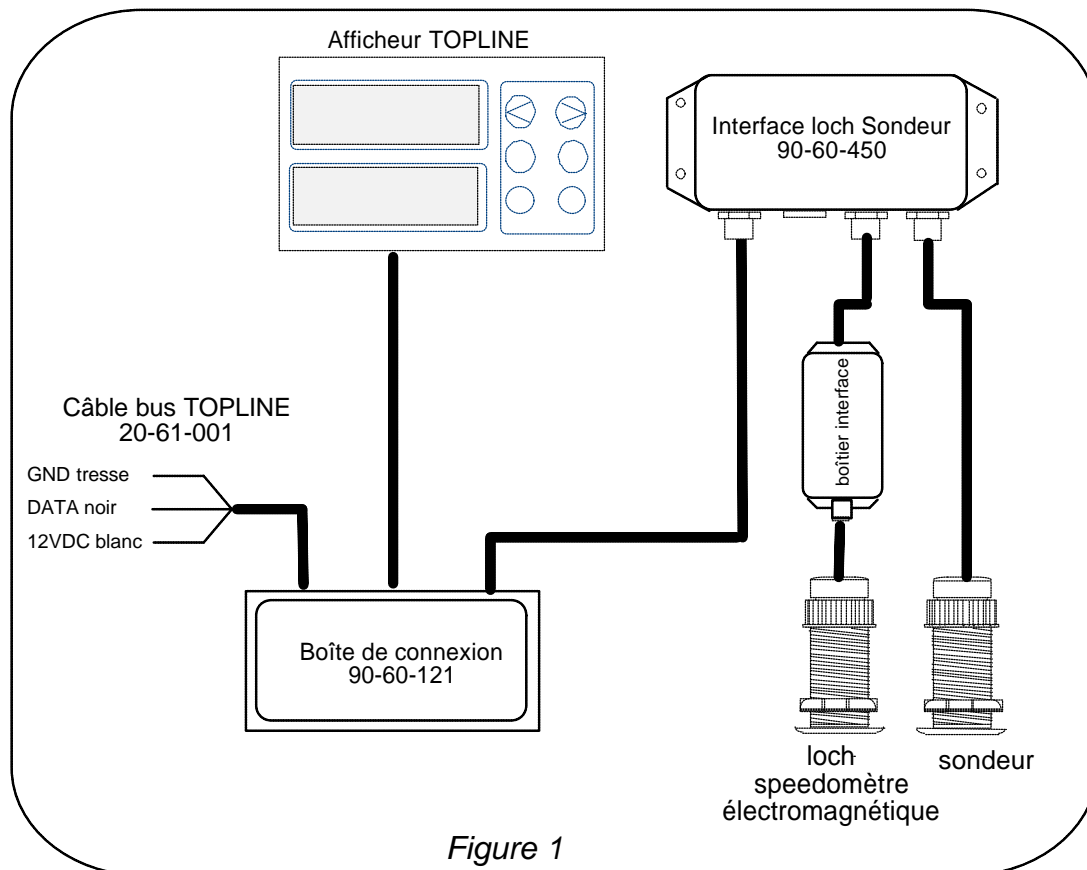 Afficheur TOPLINE
Interface loch Sondeur
90-60-450
boîtier interface
Câble bus TOPLINE
20-61-001
GND tresse
DATA noir
12VDC blanc
Boîte de connexion
90-60-121
loch
speedomètre
électromagnétique
sondeur
Figure 1